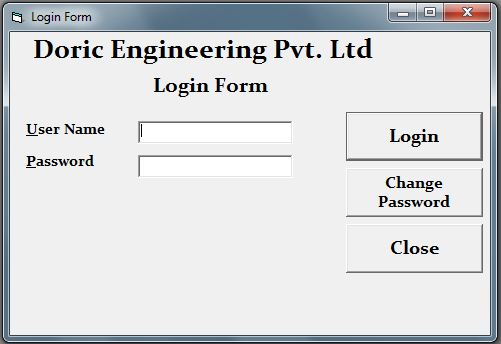 Login Form
Doric Engineering Pvt. Ltd
Login Form
User Name
Password
Login
Change
Password
Close